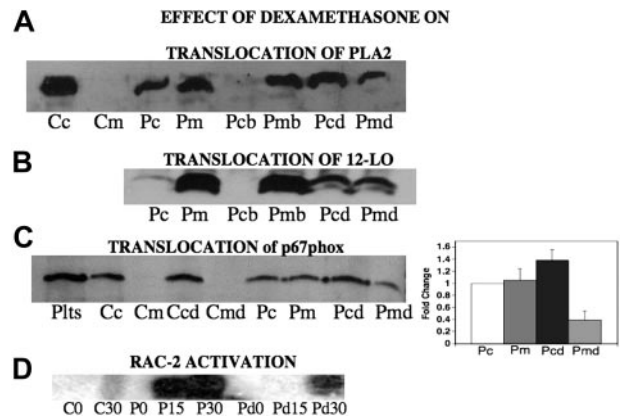 A
EFFECT OF DEXAMETHASONE ON
TRANSLOCATION OF PLA2
Cc Cm Pc Pm Pcb Pmb Pcd Pmd
B
TRANSLOCATION OF 12-LO
Pc Pm Pcb Pmb Pcd Pmd
C
TRANSLOCATION of p67phox
Plts Cc Cm Ccd Cmd Pc Pm Pcd Pmd
Fold Change
1.6
1.4
1.2
1
0.8
0.6
0.4
0.2
0
Pc Pm Pcd Pmd
D
RAC-2 ACTIVATION
C0 C30 P0 P15 P30 Pd0 Pd15 Pd30